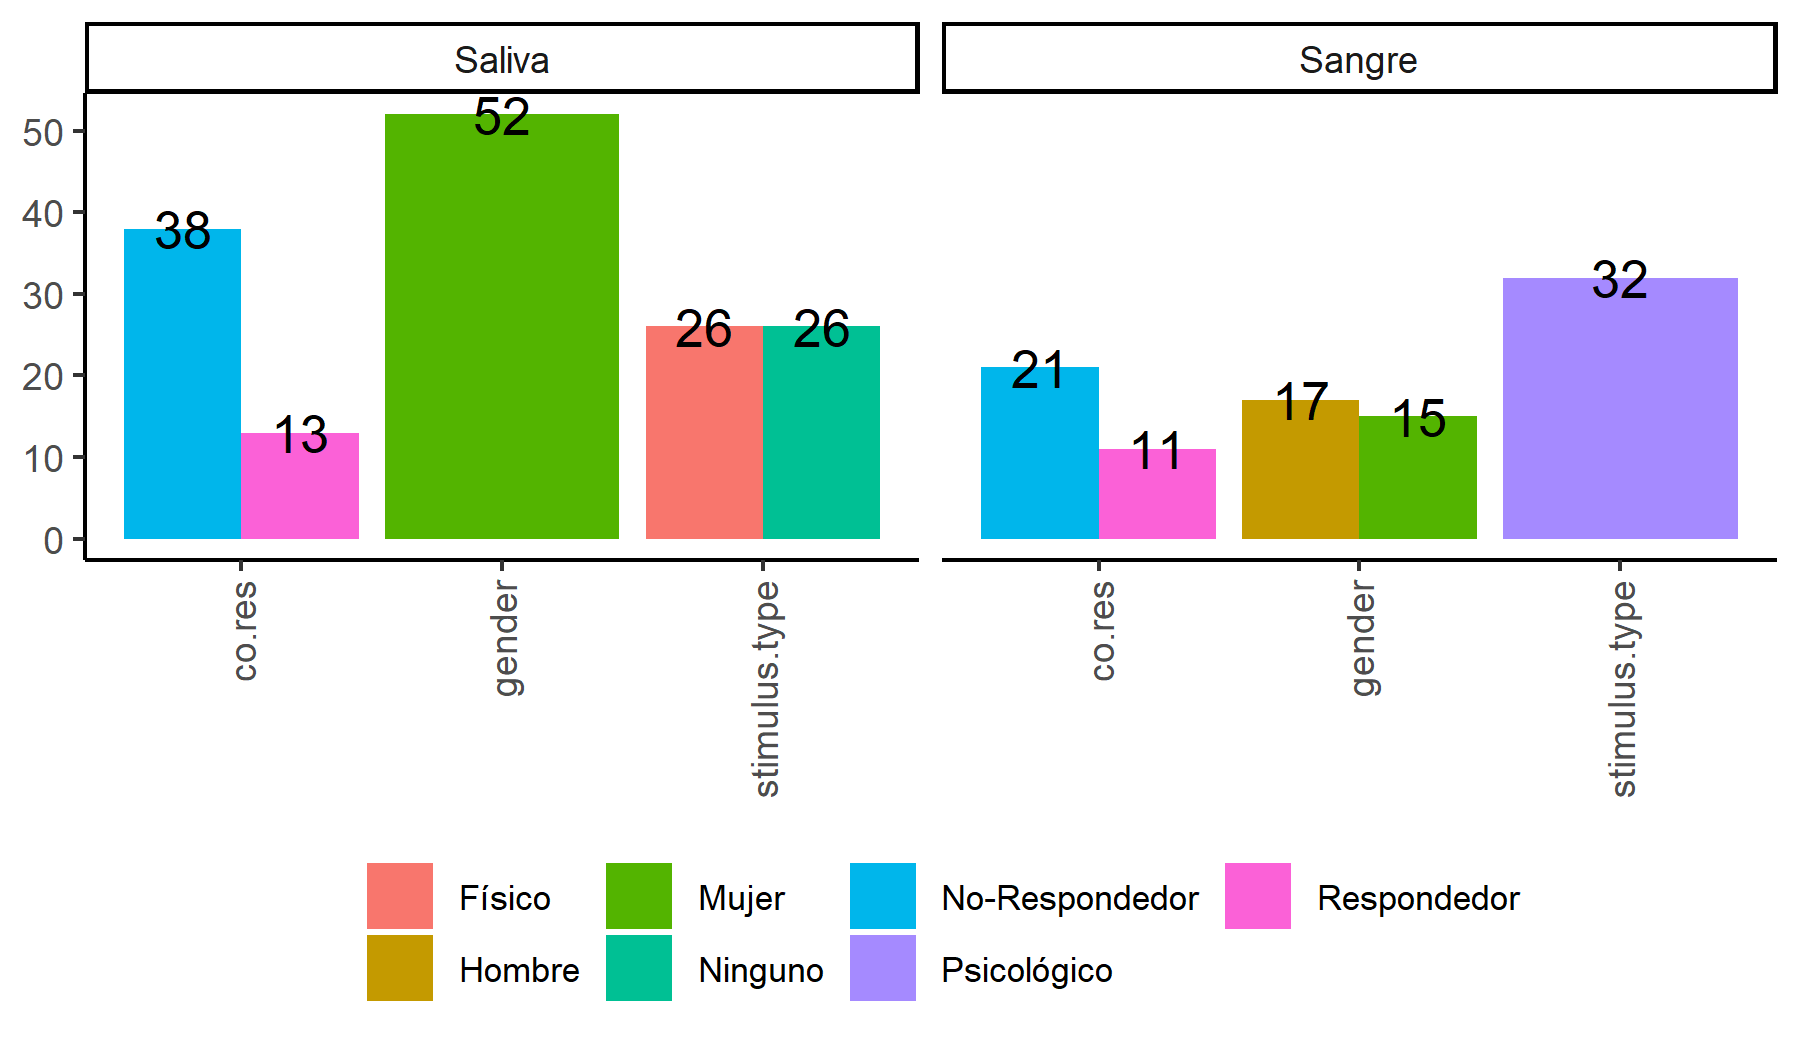 Saliva
Sangre
50
40
30
20
10
0
38
13
52
26
26
21
11
17
15
32
co.res
gender
stimulus.type
co.res
gender
stimulus.type
Físico
Mujer
No-Respondedor
Respondedor
Hombre
Ninguno
Psicológico